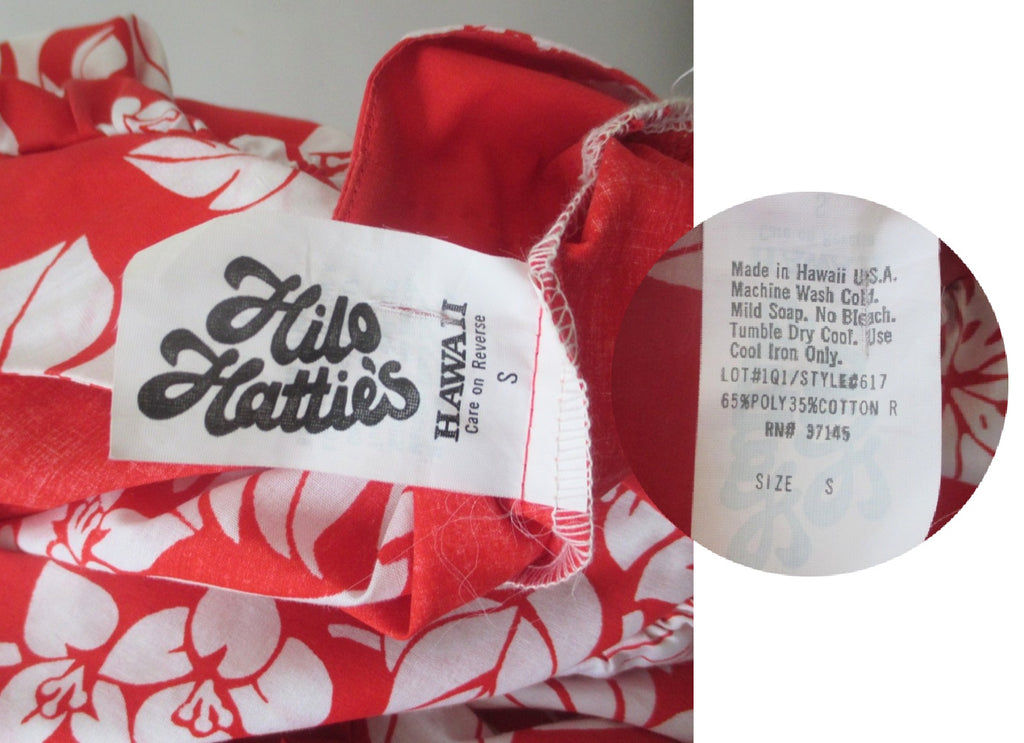 Hilo
Hattie's
HAWAII
Care on Reverse
S
Made in Hawaii U.S.A.
Machine Wash Cold.
Mild Soap. No Bleach.
Tumble Dry Cool. Use
Cool Iron Only.
LOT#1Q1/STYLE#617
65%POLY35%COTTON R
RN# 37145
SIZE S